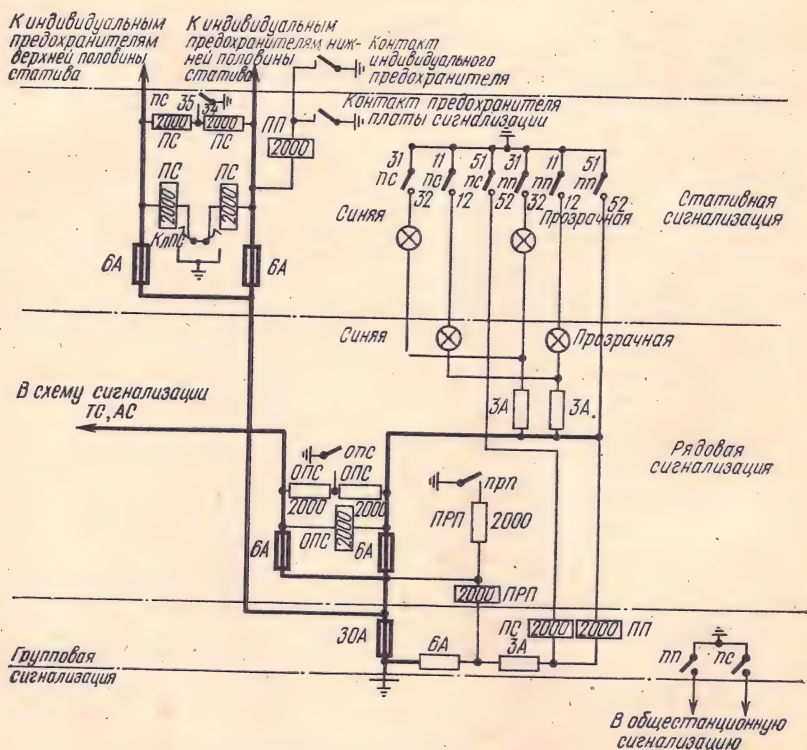 К индивидуальным
предохранителям
верхней половины
статива
К индивидуальным
предохранителям ниж-
ней половины
статива
Контакт
индивидуального
предохранителя
Контакт предохранителя
платы сигнализации
ПС
35
34
2000
2000
ПС
ПС
ПП
2000
ПС
ПС
2000
2000
КлПС
6А
6А
31
11
51
31
11
51
пс
пс
пс
пп
пп
пп
52
12
52
32
12
52
Синяя
Прозрачная
Стативная
сигнализация
Синяя
Прозрачная
3А
3А.
В схему сигнализации
ТС, АС
опс
ОПС
ОПС
2000
2000
ОПС
2000
6А
6А
прп
ПРП
2000
2000
ПРП
Рядовая
сигнализация
30А
6А
3А
ПС
2000
2000
ПП
Групповая
сигнализация
пп
пс
В общестанционную
сигнализацию